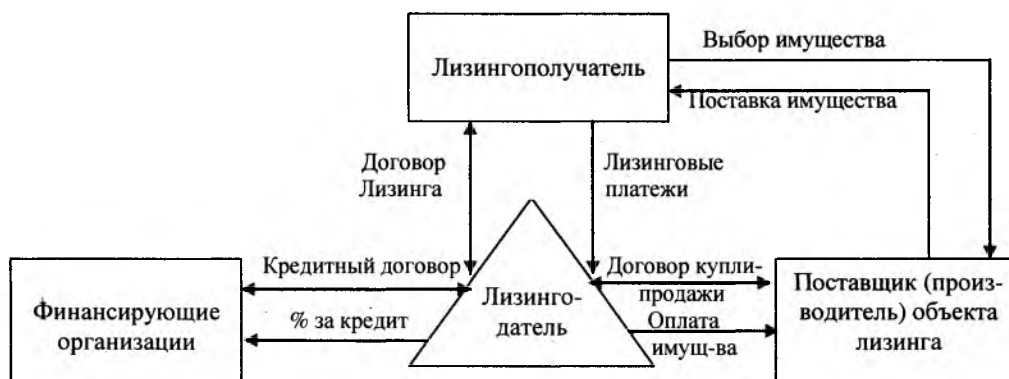 Выбор имущества
Лизингополучатель
Поставка имущества
Договор
Лизинга
Лизинговые
платежи
Кредитный договор
Договор купли-
продажи
Финансирующие
организации
% за кредит
Лизинго-
датель
Оплата
имущ-ва
Поставщик (произ-
водитель) объекта
лизинга